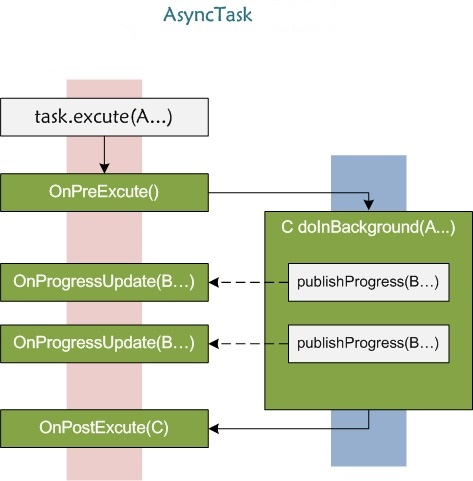 AsyncTask
task.excute(A...)
OnPreExcute()
C doInBackground(A...)
OnProgressUpdate(B...)
publishProgress(B...)
OnProgressUpdate(B...)
publishProgress(B...)
OnPostExcute(C)